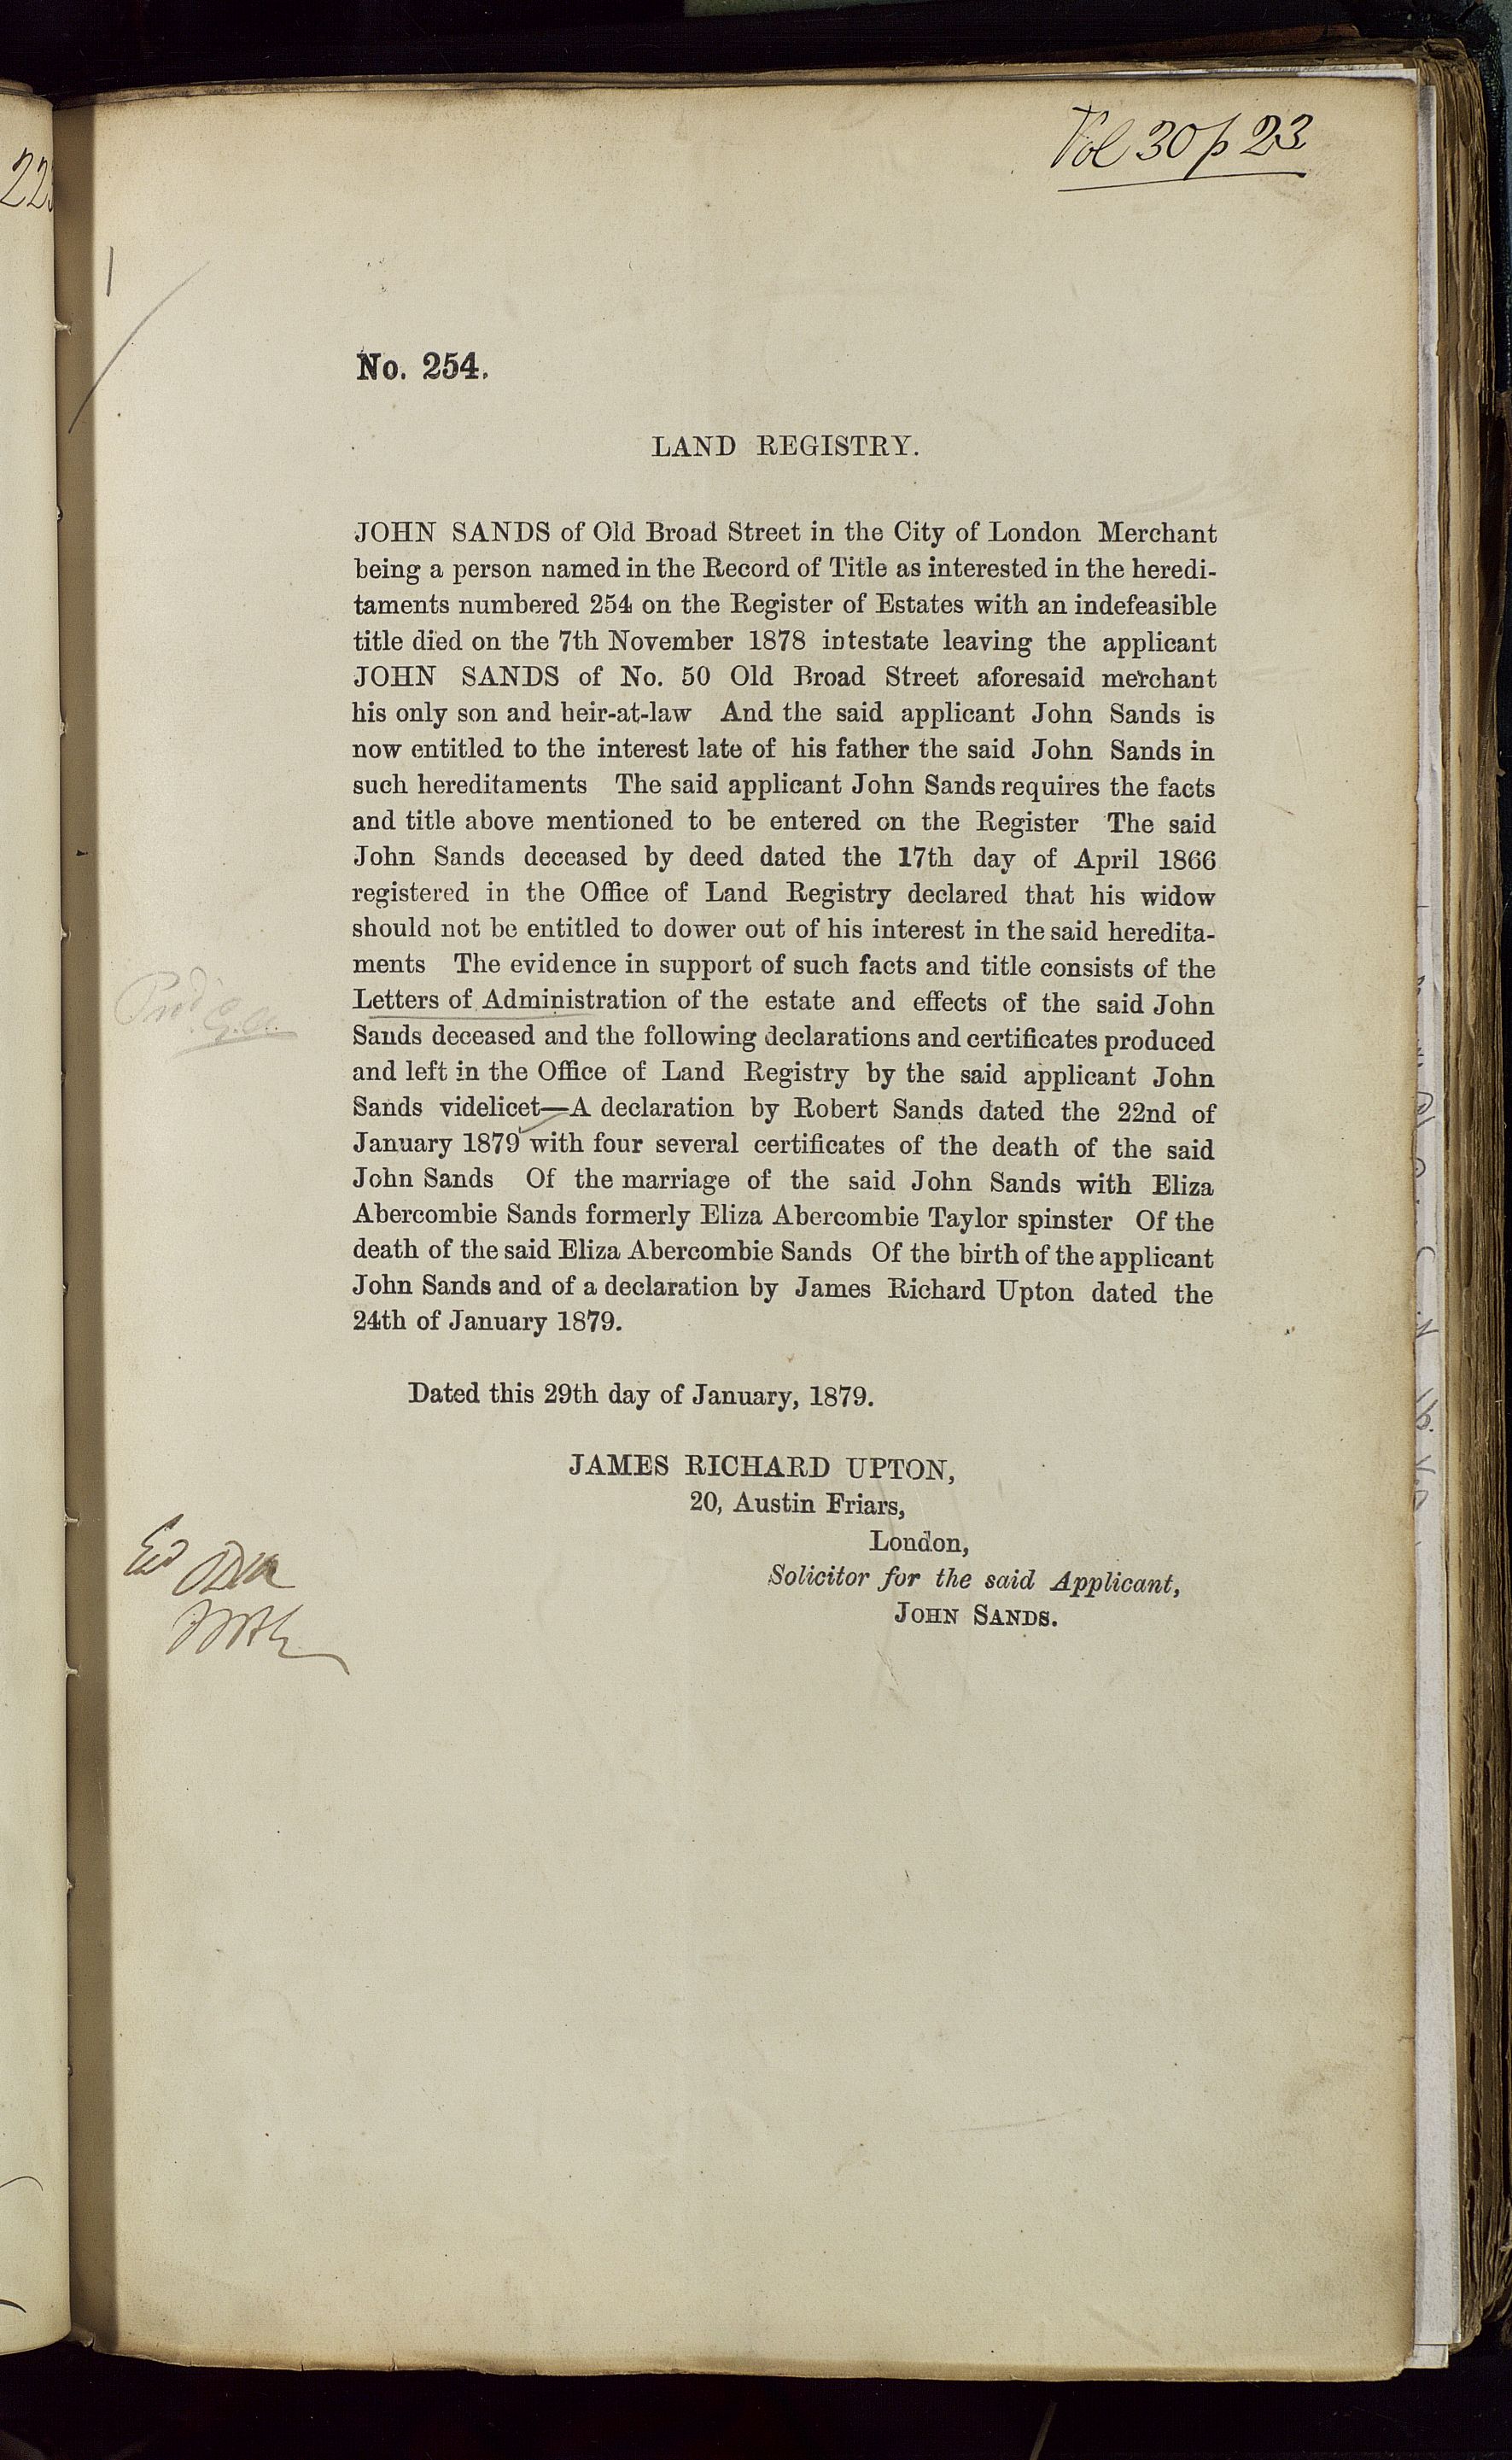 Vol 30 p 23
No. 254.
LAND REGISTRY.
JOHN SANDS of Old Broad Street in the City of London Merchant
being a person named in the Record of Title as interested in the heredi-
taments numbered 254 on the Register of Estates with an indefeasible
title died on the 7th November 1878 intestate leaving the applicant
JOHN SANDS of No. 50 Old Broad Street aforesaid merchant
his only son and heir-at-law And the said applicant John Sands is
now entitled to the interest late of his father the said John Sands in
such hereditaments The said applicant John Sands requires the facts
and title above mentioned to be entered on the Register The said
John Sands deceased by deed dated the 17th day of April 1866
registered in the Office of Land Registry declared that his widow
should not be entitled to dower out of his interest in the said heredita-
ments The evidence in support of such facts and title consists of the
Letters of Administration of the estate and effects of the said John
Sands deceased and the following declarations and certificates produced
and left in the Office of Land Registry by the said applicant John
Sands videlicet—A declaration by Robert Sands dated the 22nd of
January 1879 with four several certificates of the death of the said
John Sands Of the marriage of the said John Sands with Eliza
Abercombie Sands formerly Eliza Abercombie Taylor spinster Of the
death of the said Eliza Abercombie Sands Of the birth of the applicant
John Sands and of a declaration by James Richard Upton dated the
24th of January 1879.
Dated this 29th day of January, 1879.
JAMES RICHARD UPTON,
20, Austin Friars,
London,
Solicitor for the said Applicant,
JOHN SANDS.